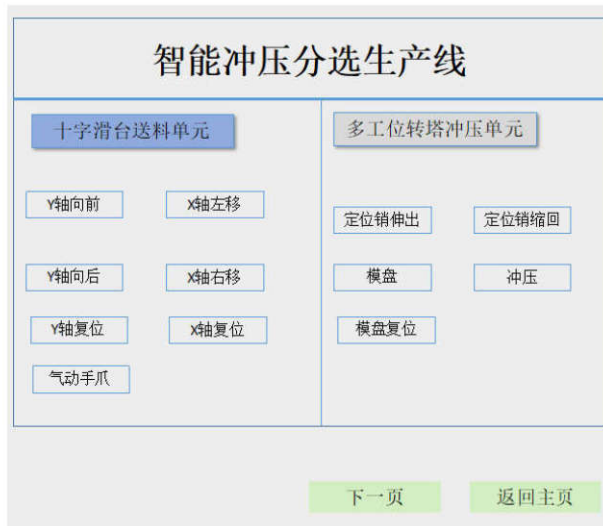 智能冲压分选生产线
十字滑台送料单元
多工位转塔冲压单元
Y轴向前
X轴左移
定位销伸出
定位销缩回
Y轴向后
X轴右移
模盘
冲压
Y轴复位
X轴复位
模盘复位
气动手爪
下一页
返回主页